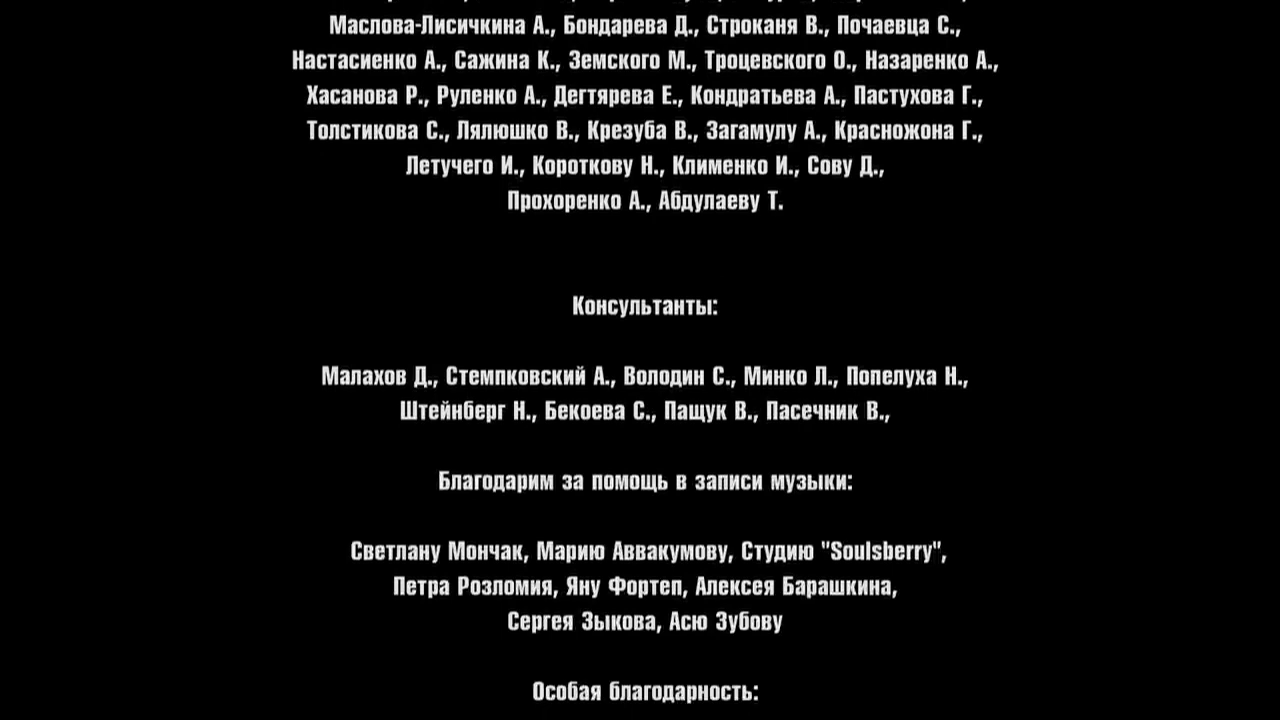 Маслова-Лисичкина А., Бондарева Д., Строканя В., Почаевца С.,
Настасиенко А., Сажина К., Земского М., Троцевского О., Назаренко А.,
Хасанова Р., Руленко А., Дегтярева Е., Кондратьева А., Пастухова Г.,
Толстикова С., Лялюшко В., Крезуба В., Загамулу А., Красножона Г.,
Летучего И., Короткову Н., Клименко И., Сову Д.,
Прохоренко А., Абдулаеву Т.
Консультанты:
Малахов Д., Стемпковский А., Володин С., Минко Л., Попелуха Н.,
Штейнберг Н., Бекоева С., Пащук В., Пасечник В.,
Благодарим за помощь в записи музыки:
Светлану Мончак, Марию Аввакумову, Студию "Soulsberry",
Петра Розломия, Яну Фортеп, Алексея Барашкина,
Сергея Зыкова, Асю Зубову
Особая благодарность: